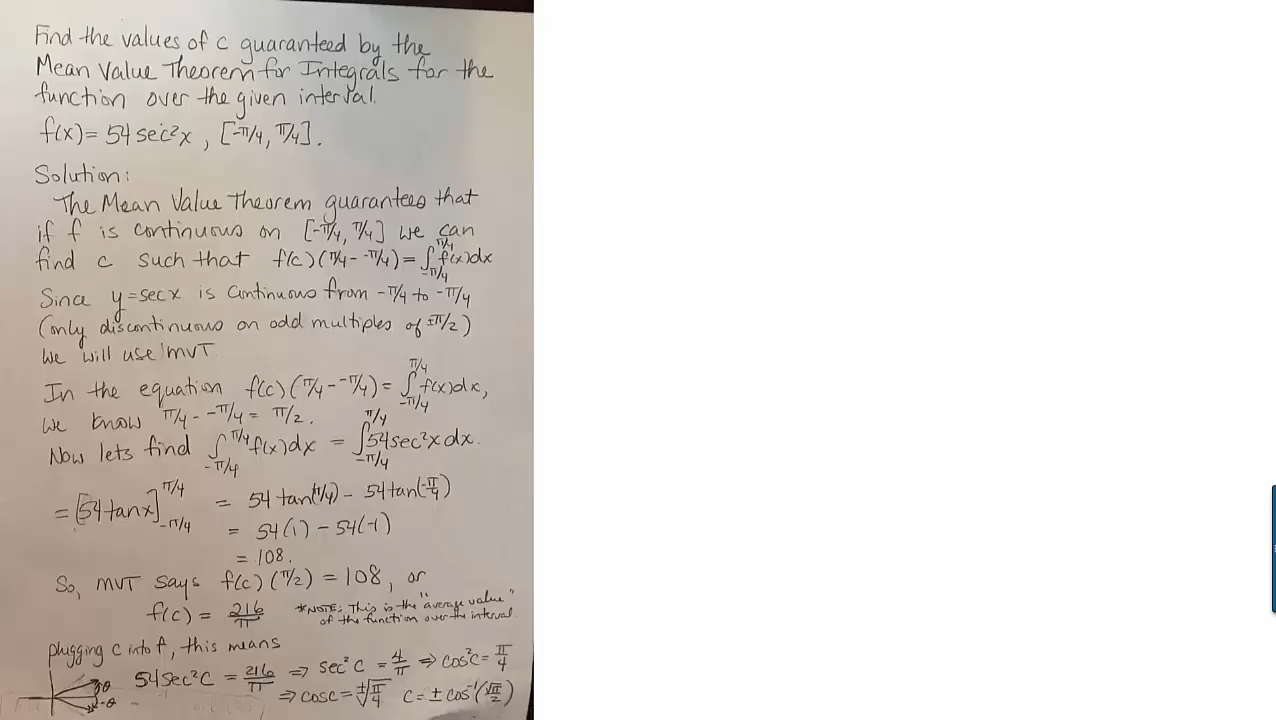 Find the values of c guaranteed by the
Mean Value Theorem for Integrals for the
function over the given interval.
f(x) = 54 sec²x , [-π/4, π/4].
Solution:
The Mean Value Theorem guarantees that
if f is continuous on [-π/4, π/4] we can
find c such that f(c)(π/4 - -π/4) = ∫_{-π/4}^{π/4} f(x)dx
Since y=secx is continuous from -π/4 to -π/4
(only discontinuous on odd multiples of ±π/2)
we will use MVT
In the equation f(c)(π/4 - -π/4) = ∫_{-π/4}^{π/4} f(x)dx,
we know π/4 - -π/4 = π/2.
Now lets find ∫_{-π/4}^{π/4} f(x)dx = ∫_{-π/4}^{π/4} 54sec²x dx.
= [54tanx]_{-π/4}^{π/4} = 54 tan(π/4) - 54 tan(-π/4)
= 54(1) - 54(-1)
= 108.
So, MVT says f(c)(π/2) = 108, or
f(c) = 216/π *NOTE: This is the "average value"
of the function over the interval
plugging c into f, this means
54sec²c = 216/π ⇒ sec²c = 4/π ⇒ cos²c = π/4
θ -θ ⇒ cosc = ±√(π/4) c = ± cos⁻¹(√π/2)